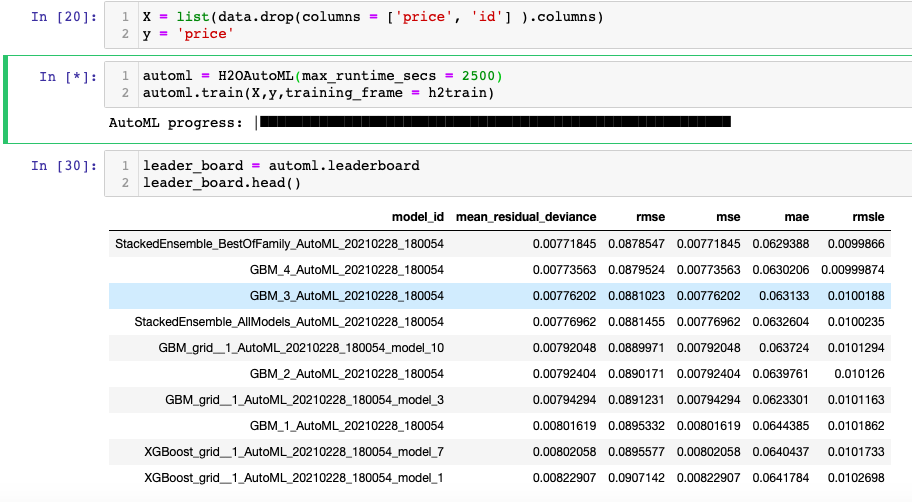 In [20]:
1 X = list(data.drop(columns = ['price', 'id'] ).columns)
2 y = 'price'
In [*]:
1 automl = H2OAutoML(max_runtime_secs = 2500)
2 automl.train(X,y,training_frame = h2train)
AutoML progress: |
In [30]:
1 leader_board = automl.leaderboard
2 leader_board.head()
model_id mean_residual_deviance rmse mse mae rmsle
StackedEnsemble_BestOfFamily_AutoML_20210228_180054 0.00771845 0.0878547 0.00771845 0.0629388 0.0099866
GBM_4_AutoML_20210228_180054 0.00773563 0.0879524 0.00773563 0.0630206 0.00999874
GBM_3_AutoML_20210228_180054 0.00776202 0.0881023 0.00776202 0.063133 0.0100188
StackedEnsemble_AllModels_AutoML_20210228_180054 0.00776962 0.0881455 0.00776962 0.0632604 0.0100235
GBM_grid__1_AutoML_20210228_180054_model_10 0.00792048 0.0889971 0.00792048 0.063724 0.0101294
GBM_2_AutoML_20210228_180054 0.00792404 0.0890171 0.00792404 0.0639761 0.010126
GBM_grid__1_AutoML_20210228_180054_model_3 0.00794294 0.0891231 0.00794294 0.0623301 0.0101163
GBM_1_AutoML_20210228_180054 0.00801619 0.0895332 0.00801619 0.0644385 0.0101862
XGBoost_grid__1_AutoML_20210228_180054_model_7 0.00802058 0.0895577 0.00802058 0.0640437 0.0101733
XGBoost_grid__1_AutoML_20210228_180054_model_1 0.00822907 0.0907142 0.00822907 0.0641784 0.0102698